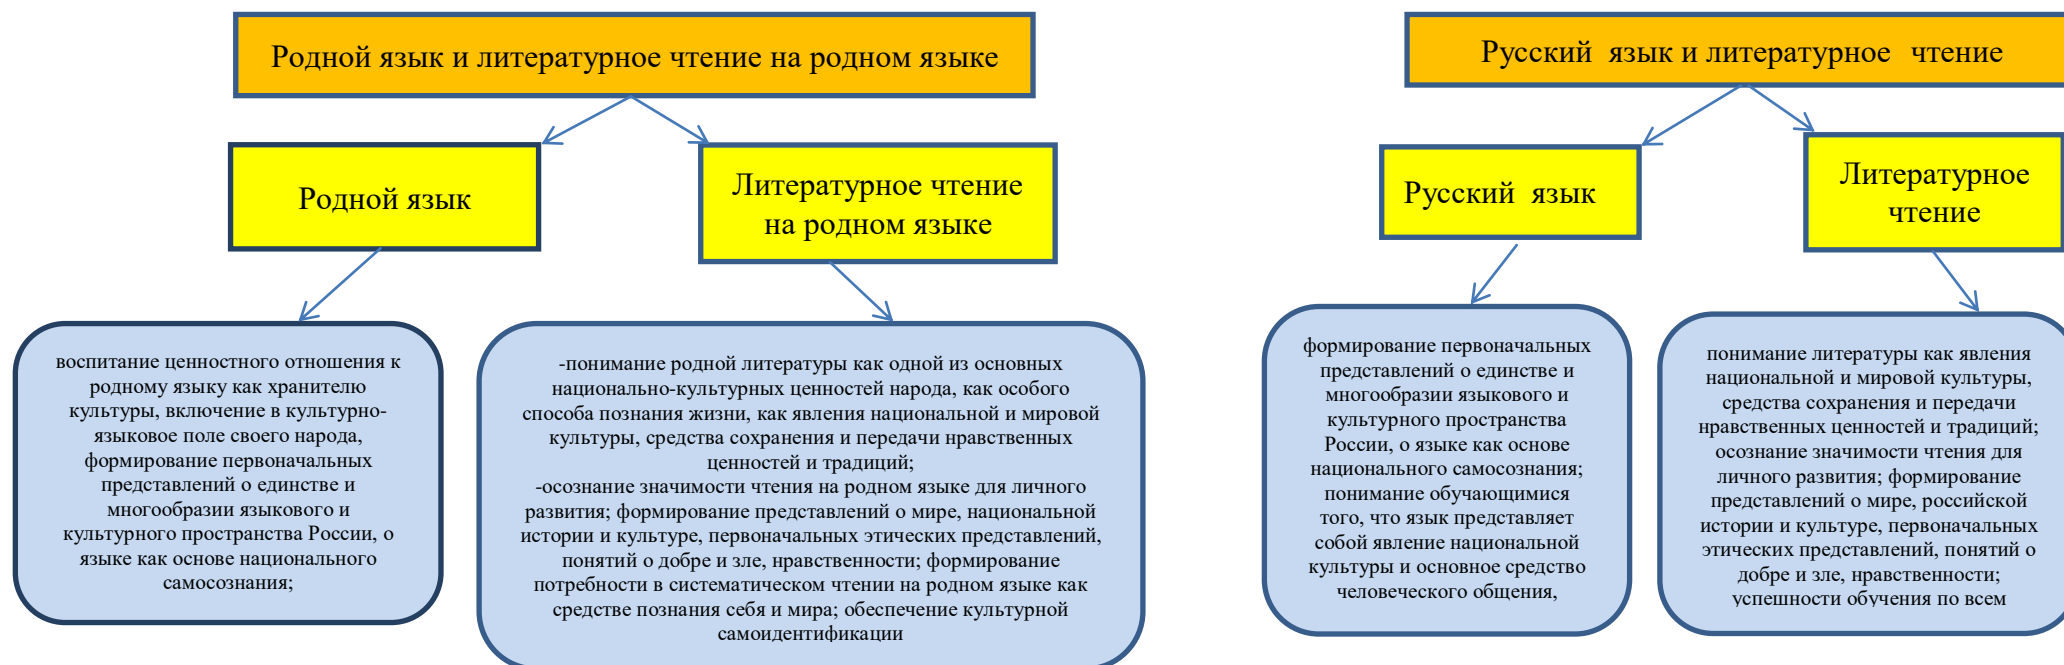 Родной язык и литературное чтение на родном языке
Родной язык
Литературное чтение
на родном языке
воспитание ценностного отношения к
родному языку как хранителю
культуры, включение в культурно-
языковое поле своего народа,
формирование первоначальных
представлений о единстве и
многообразии языкового и
культурного пространства России, о
языке как основе национального
самосознания;
-понимание родной литературы как одной из основных
национально-культурных ценностей народа, как особого
способа познания жизни, как явления национальной и мировой
культуры, средства сохранения и передачи нравственных
ценностей и традиций;
-осознание значимости чтения на родном языке для личного
развития; формирование представлений о мире, национальной
истории и культуре, первоначальных этических представлений,
понятий о добре и зле, нравственности; формирование
потребности в систематическом чтении на родном языке как
средстве познания себя и мира; обеспечение культурной
самоидентификации
Русский язык и литературное чтение
Русский язык
Литературное
чтение
формирование первоначальных
представлений о единстве и
многообразии языкового и
культурного пространства
России, о языке как основе
национального самосознания;
понимание обучающимися
того, что язык представляет
собой явление национальной
культуры и основное средство
человеческого общения,
понимание литературы как явления
национальной и мировой культуры,
средства сохранения и передачи
нравственных ценностей и традиций;
осознание значимости чтения для
личного развития; формирование
представлений о мире, российской
истории и культуре, первоначальных
этических представлений, понятий о
добре и зле, нравственности;
успешности обучения по всем